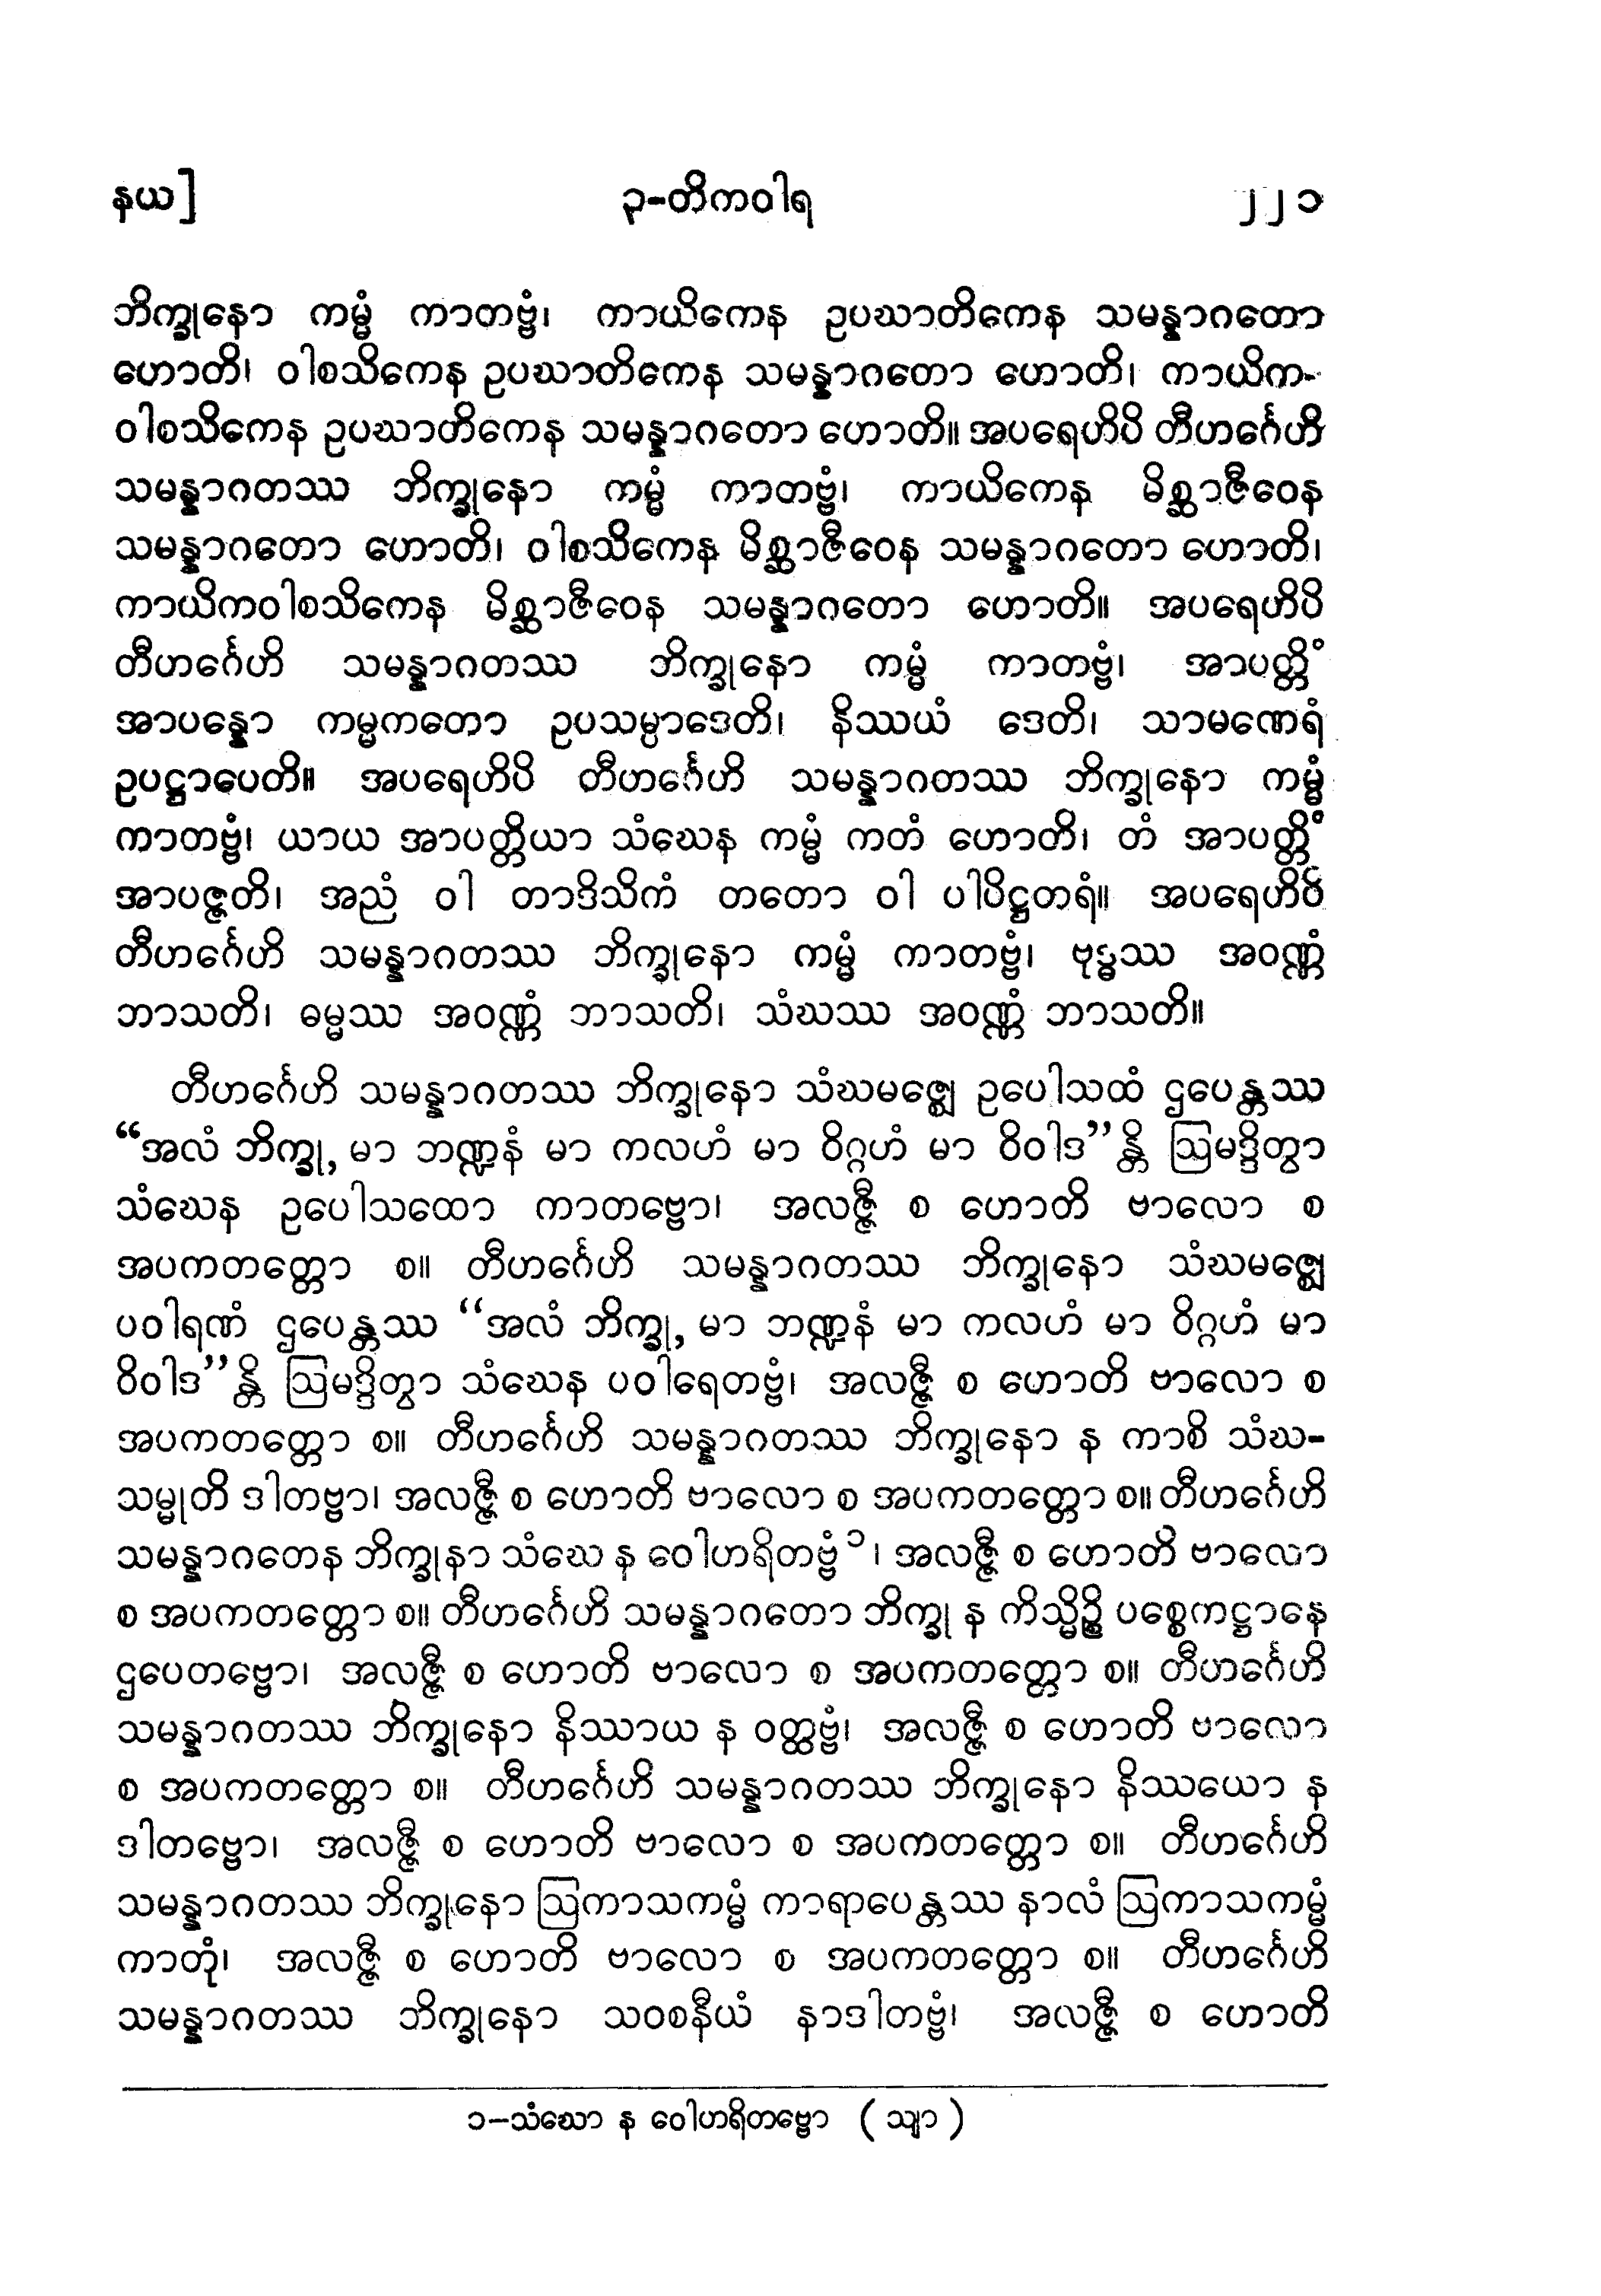 နယ]
၃-တိကဝါရ
၂၂၁
ဘိက္ခုနော ကမ္မံ ကာတဗ္ဗံ၊ ကာယိကေန ဥပဃာတိကေန သမန္နာဂတော
ဟောတိ၊ ဝါစသိကေန ဥပဃာတိကေန သမန္နာဂတော ဟောတိ၊ ကာယိက-
ဝါစသိကေန ဥပဃာတိကေန သမန္နာဂတော ဟောတိ။ အပရေဟိပိ တီဟင်္ဂေဟိ
သမန္နာဂတဿ ဘိက္ခုနော ကမ္မံ ကာတဗ္ဗံ၊ ကာယိကေန မိစ္ဆာဇီဝေန
သမန္နာဂတော ဟောတိ၊ ဝါစသိကေန မိစ္ဆာဇီဝေန သမန္နာဂတော ဟောတိ၊
ကာယိကဝါစသိကေန မိစ္ဆာဇီဝေန သမန္နာဂတော ဟောတိ။ အပရေဟိပိ
တီဟင်္ဂေဟိ သမန္နာဂတဿ ဘိက္ခုနော ကမ္မံ ကာတဗ္ဗံ၊ အာပတ္တိံ
အာပန္နော ကမ္မကတော ဥပသမ္ပာဒေတိ၊ နိဿယံ ဒေတိ၊ သာမဏေရံ
ဥပဋ္ဌာပေတိ။ အပရေဟိပိ တီဟင်္ဂေဟိ သမန္နာဂတဿ ဘိက္ခုနော ကမ္မံ
ကာတဗ္ဗံ၊ ယာယ အာပတ္တိယာ သံဃေန ကမ္မံ ကတံ ဟောတိ၊ တံ အာပတ္တိံ
အာပဇ္ဇတိ၊ အညံ ဝါ တာဒိသိကံ တတော ဝါ ပါပိဋ္ဌတရံ။ အပရေဟိပိ
တီဟင်္ဂေဟိ သမန္နာဂတဿ ဘိက္ခုနော ကမ္မံ ကာတဗ္ဗံ၊ ဗုဒ္ဓဿ အဝဏ္ဏံ
ဘာသတိ၊ ဓမ္မဿ အဝဏ္ဏံ ဘာသတိ၊ သံဃဿ အဝဏ္ဏံ ဘာသတိ။
တီဟင်္ဂေဟိ သမန္နာဂတဿ ဘိက္ခုနော သံဃမဇ္ဈေ ဥပေါသထံ ဌပေန္တဿ
“အလံ ဘိက္ခု, မာ ဘဏ္ဍနံ မာ ကလဟံ မာ ဝိဂ္ဂဟံ မာ ဝိဝါဒ”န္တိ ဩမဒ္ဒိတွာ
သံဃေန ဥပေါသထော ကာတဗ္ဗော၊ အလဇ္ဇီ စ ဟောတိ ဗာလော စ
အပကတတ္တော စ။ တီဟင်္ဂေဟိ သမန္နာဂတဿ ဘိက္ခုနော သံဃမဇ္ဈေ
ပဝါရဏံ ဌပေန္တဿ “အလံ ဘိက္ခု, မာ ဘဏ္ဍနံ မာ ကလဟံ မာ ဝိဂ္ဂဟံ မာ
ဝိဝါဒ”န္တိ ဩမဒ္ဒိတွာ သံဃေန ပဝါရေတဗ္ဗံ၊ အလဇ္ဇီ စ ဟောတိ ဗာလော စ
အပကတတ္တော စ။ တီဟင်္ဂေဟိ သမန္နာဂတဿ ဘိက္ခုနော န ကာစိ သံဃ-
သမ္မုတိ ဒါတဗ္ဗာ၊ အလဇ္ဇီ စ ဟောတိ ဗာလော စ အပကတတ္တော စ။ တီဟင်္ဂေဟိ
သမန္နာဂတေန ဘိက္ခုနာ သံဃေ န ဝေါဟရိတဗ္ဗံ ၁၊ အလဇ္ဇီ စ ဟောတိ ဗာလော
စ အပကတတ္တော စ။ တီဟင်္ဂေဟိ သမန္နာဂတော ဘိက္ခု န ကိသ္မိဉ္စိ ပစ္စေကဋ္ဌာနေ
ဌပေတဗ္ဗော၊ အလဇ္ဇီ စ ဟောတိ ဗာလော စ အပကတတ္တော စ။ တီဟင်္ဂေဟိ
သမန္နာဂတဿ ဘိက္ခုနော နိဿာယ န ဝတ္ထဗ္ဗံ၊ အလဇ္ဇီ စ ဟောတိ ဗာလော
စ အပကတတ္တော စ။ တီဟင်္ဂေဟိ သမန္နာဂတဿ ဘိက္ခုနော နိဿယော န
ဒါတဗ္ဗော၊ အလဇ္ဇီ စ ဟောတိ ဗာလော စ အပကတတ္တော စ။ တီဟင်္ဂေဟိ
သမန္နာဂတဿ ဘိက္ခုနော ဩကာသကမ္မံ ကာရာပေန္တဿ နာလံ ဩကာသကမ္မံ
ကာတုံ၊ အလဇ္ဇီ စ ဟောတိ ဗာလော စ အပကတတ္တော စ။ တီဟင်္ဂေဟိ
သမန္နာဂတဿ ဘိက္ခုနော သဝစနီယံ နာဒါတဗ္ဗံ၊ အလဇ္ဇီ စ ဟောတိ
၁-သံဃော န ဝေါဟရိတဗ္ဗော (သျာ)